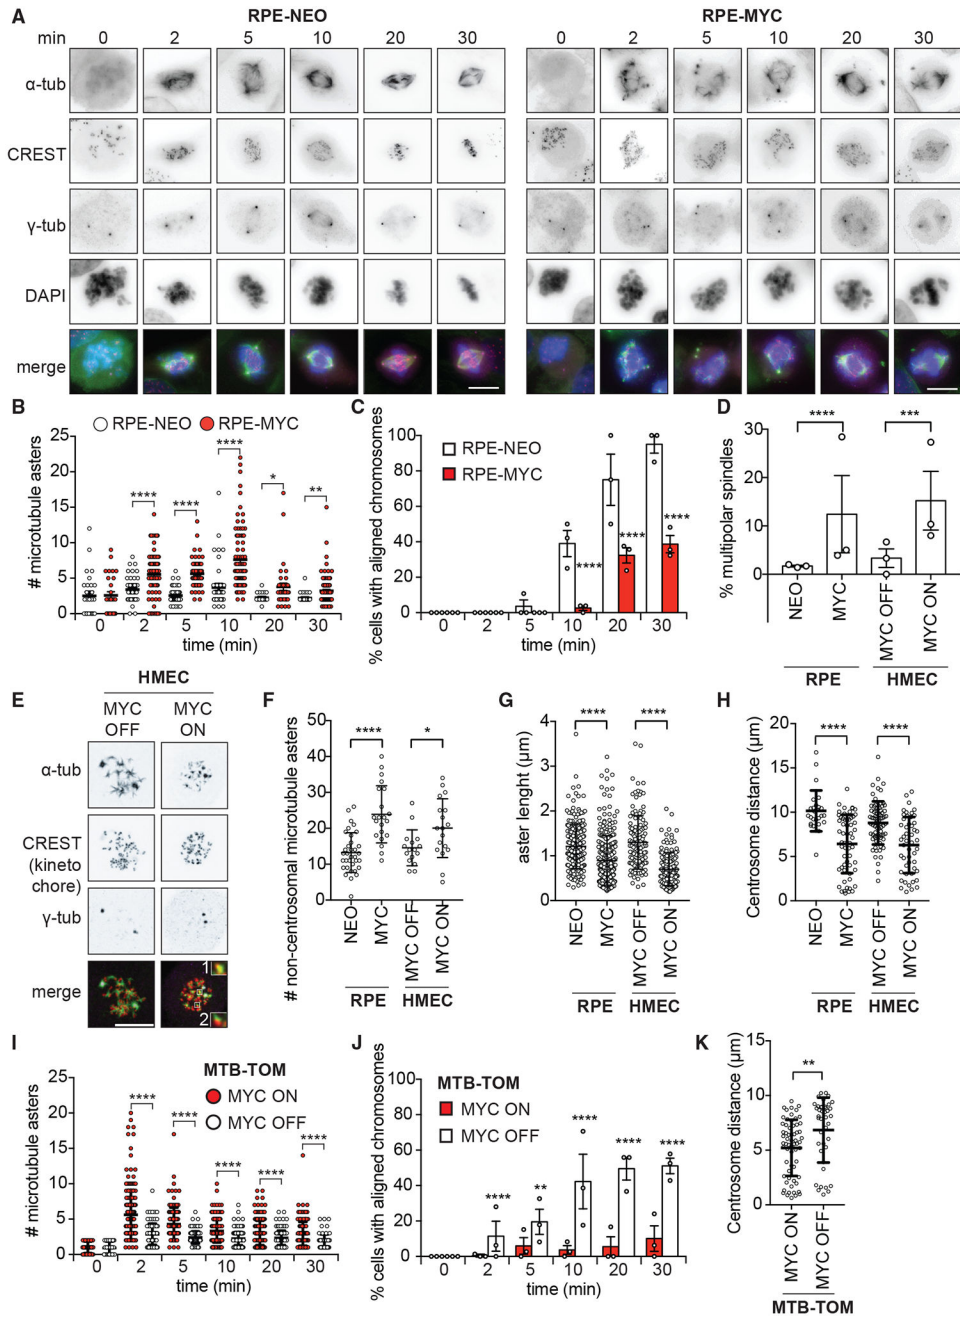 A
RPE-NEO
RPE-MYC
min 0 2 5 10 20 30 0 2 5 10 20 30
α-tub
CREST
γ-tub
DAPI
merge
B
RPE-NEO RPE-MYC
# microtubule asters
25
20
15
10
5
0
**** **** **** * **
0 2 5 10 20 30
time (min)
C
% cells with aligned chromosomes
100
80
60
40
20
0
RPE-NEO
RPE-MYC
**** **** ****
0 2 5 10 20 30
time (min)
D
% multipolar spindles
30
20
10
0
**** ***
NEO MYC MYC OFF MYC ON
RPE HMEC
E
HMEC
MYC OFF MYC ON
α-tub
CREST
(kineto
chore)
γ-tub
merge
1
2
F
# non-centrosomal microtubule asters
50
40
30
20
10
0
**** *
NEO MYC MYC OFF MYC ON
RPE HMEC
G
aster lenght (µm)
4
3
2
1
0
**** ****
NEO MYC MYC OFF MYC ON
RPE HMEC
H
Centrosome distance (µm)
20
15
10
5
0
**** ****
NEO MYC MYC OFF MYC ON
RPE HMEC
I
MTB-TOM
MYC ON
MYC OFF
# microtubule asters
25
20
15
10
5
0
**** **** **** **** ****
0 2 5 10 20 30
time (min)
J
% cells with aligned chromosomes
100
80
60
40
20
0
MTB-TOM
MYC ON
MYC OFF
**** ** **** **** ****
0 2 5 10 20 30
time (min)
K
Centrosome distance (µm)
15
10
5
0
**
MYC ON MYC OFF
MTB-TOM